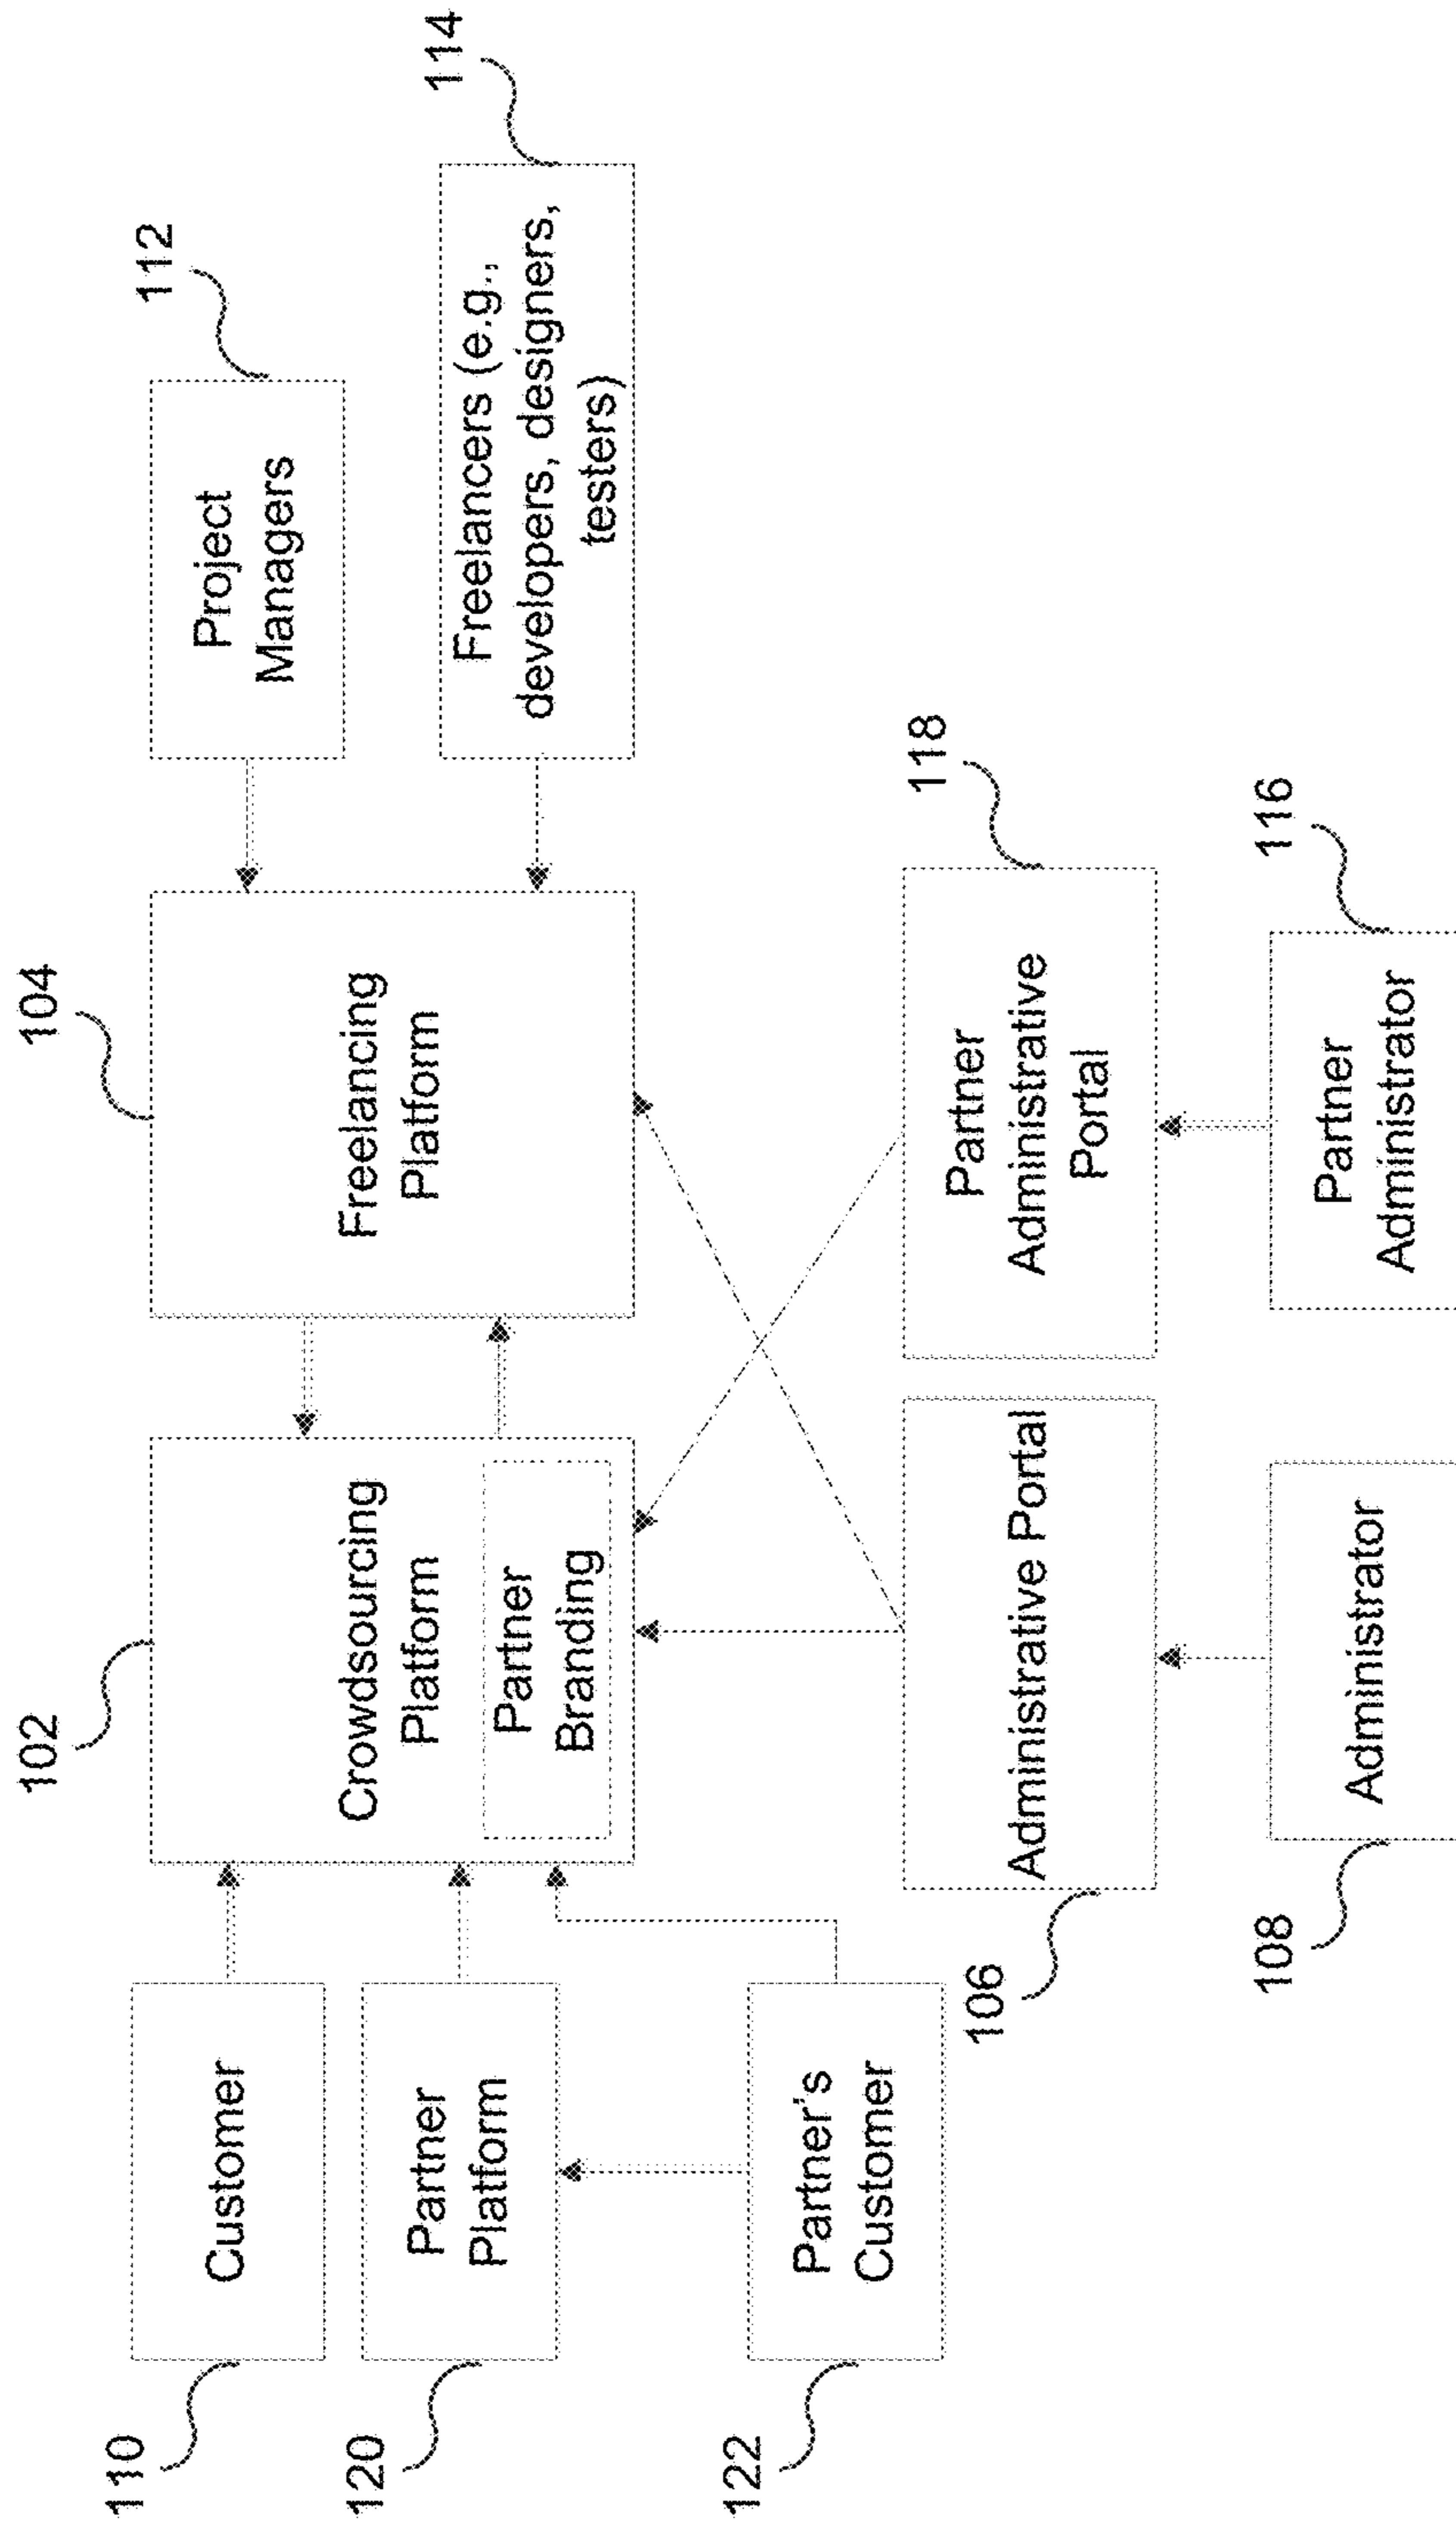 102
104
112
114
110
Customer
Crowdsourcing
Platform
Freelancing
Platform
Project
Managers
120
Partner
Platform
Partner
Branding
Freelancers (e.g.,
developers, designers,
testers)
122
Partner's
Customer
106
Administrative Portal
118
Partner
Administrative
Portal
108
Administrator
116
Partner
Administrator